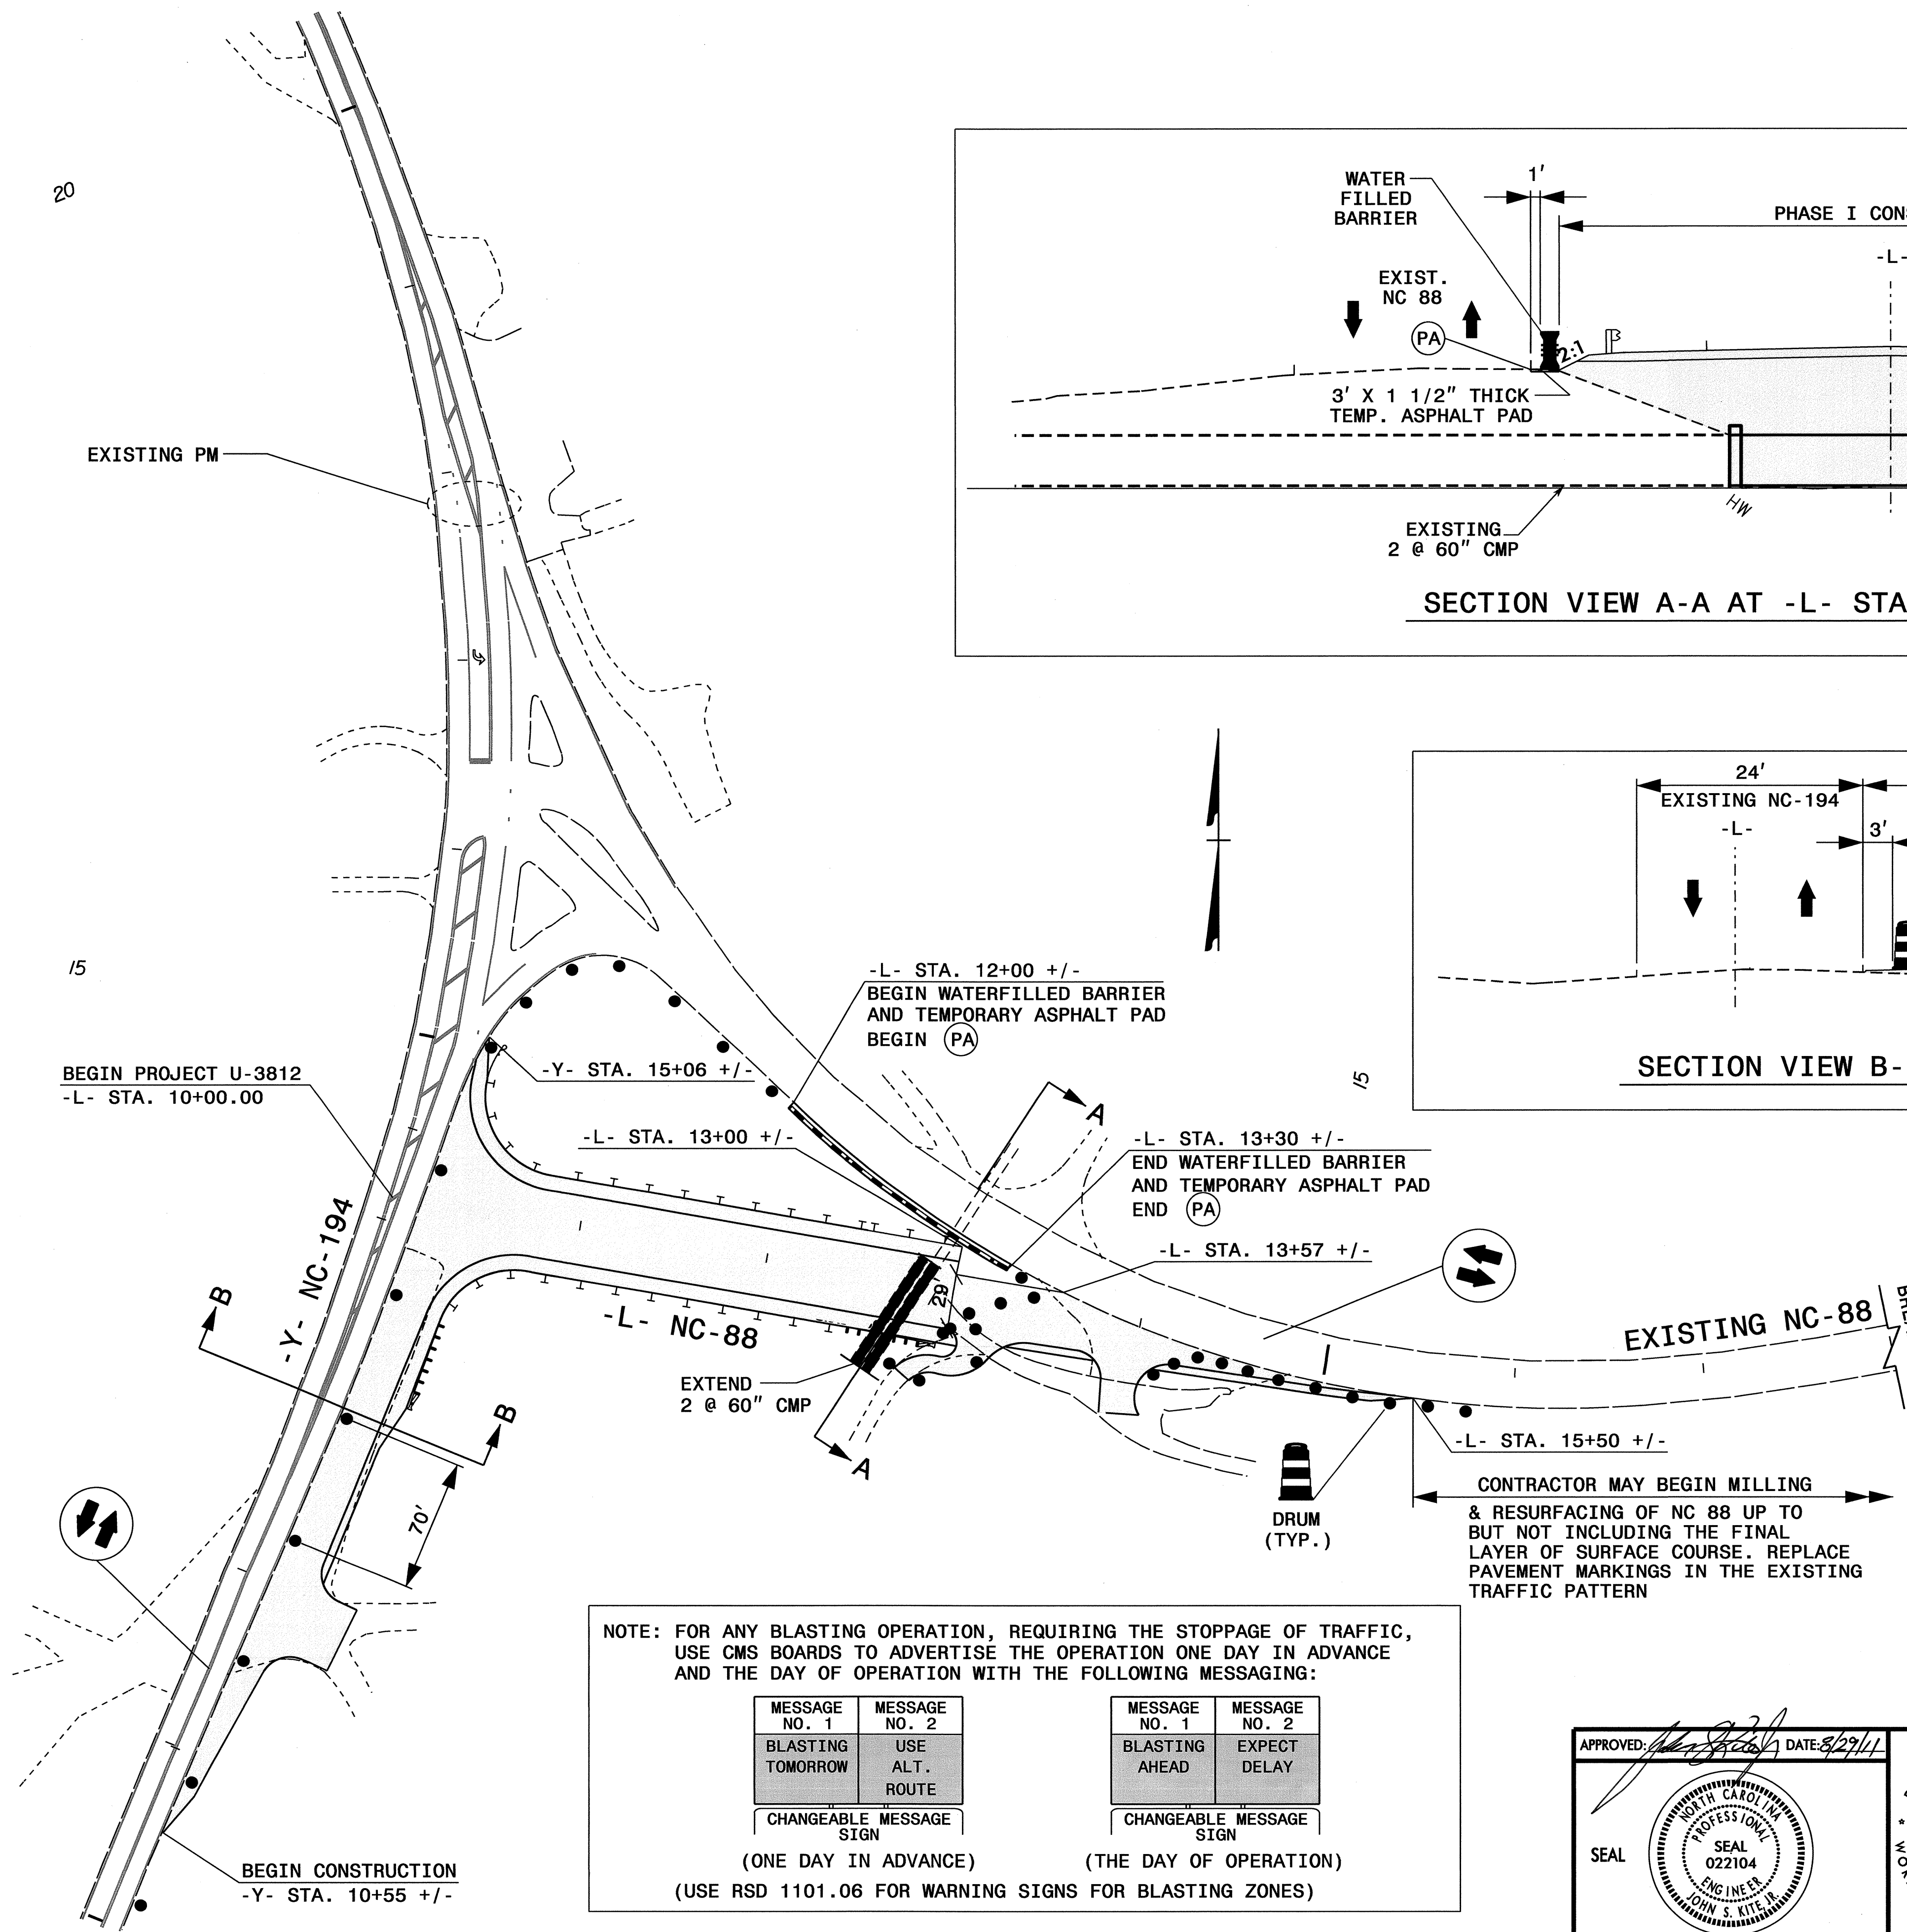 20
EXISTING PM
WATER
FILLED
BARRIER
1'
PHASE I CON
-L-
EXIST.
NC 88
PA
2:1
3' X 1 1/2" THICK
TEMP. ASPHALT PAD
HW
EXISTING
2 @ 60" CMP
SECTION VIEW A-A AT -L- STA
24'
EXISTING NC-194
-L-
3'
SECTION VIEW B-
15
-L- STA. 12+00 +/-
BEGIN WATERFILLED BARRIER
AND TEMPORARY ASPHALT PAD
BEGIN PA
BEGIN PROJECT U-3812
-L- STA. 10+00.00
-Y- STA. 15+06 +/-
15
A
-L- STA. 13+00 +/-
-L- STA. 13+30 +/-
END WATERFILLED BARRIER
AND TEMPORARY ASPHALT PAD
END PA
-L- STA. 13+57 +/-
-Y- NC-194
B
29
-L- NC-88
EXISTING NC-88
EXTEND
2 @ 60" CMP
B
A
70'
-L- STA. 15+50 +/-
DRUM
(TYP.)
CONTRACTOR MAY BEGIN MILLING
& RESURFACING OF NC 88 UP TO
BUT NOT INCLUDING THE FINAL
LAYER OF SURFACE COURSE. REPLACE
PAVEMENT MARKINGS IN THE EXISTING
TRAFFIC PATTERN
NOTE: FOR ANY BLASTING OPERATION, REQUIRING THE STOPPAGE OF TRAFFIC,
USE CMS BOARDS TO ADVERTISE THE OPERATION ONE DAY IN ADVANCE
AND THE DAY OF OPERATION WITH THE FOLLOWING MESSAGING:
MESSAGE NO. 1
MESSAGE NO. 2
BLASTING TOMORROW
USE ALT. ROUTE
CHANGEABLE MESSAGE
SIGN
(ONE DAY IN ADVANCE)
MESSAGE NO. 1
MESSAGE NO. 2
BLASTING AHEAD
EXPECT DELAY
CHANGEABLE MESSAGE
SIGN
(THE DAY OF OPERATION)
(USE RSD 1101.06 FOR WARNING SIGNS FOR BLASTING ZONES)
BEGIN CONSTRUCTION
-Y- STA. 10+55 +/-
APPROVED: DATE: 8/29/11
SEAL
NORTH CAROLINA
PROFESSIONAL
SEAL
022104
ENGINEER
JOHN S. KITE, JR.